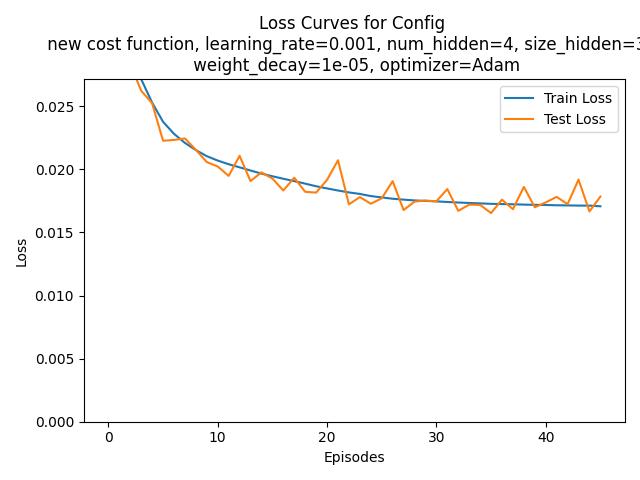 Loss Curves for Config
new cost function, learning_rate=0.001, num_hidden=4, size_hidden=3
weight_decay=1e-05, optimizer=Adam
Train Loss
Test Loss
Loss
0.025
0.020
0.015
0.010
0.005
0.000
0
10
20
30
40
Episodes